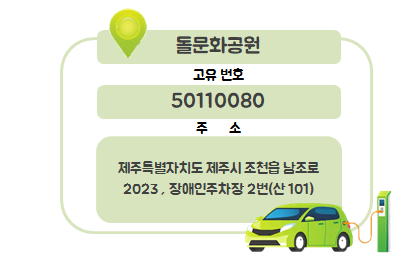 돌문화공원
고유 번호
50110080
주 소
제주특별자치도 제주시 조천읍 남조로
2023 , 장애인주차장 2번(산 101)